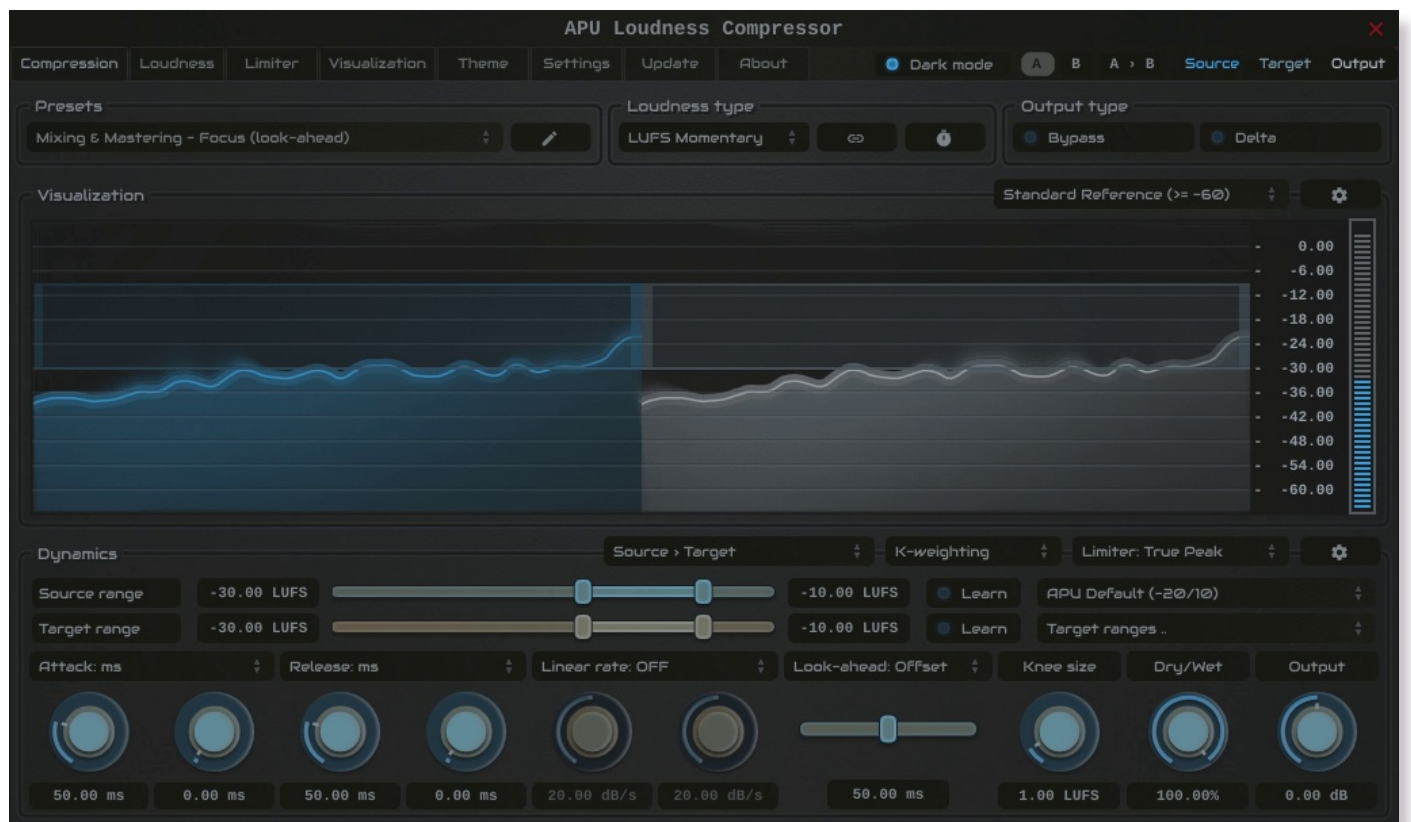 APU Loudness Compressor
Compression Loudness Limiter Visualization Theme Settings Update About Dark mode A B A › B Source Target Output
Presets Loudness type Output type
Mixing & Mastering - Focus (look-ahead) LUFS Momentary Bypass Delta
Visualization Standard Reference (>= -60)
0.00
-6.00
-12.00
-18.00
-24.00
-30.00
-36.00
-42.00
-48.00
-54.00
-60.00
Dynamics Source › Target K-weighting Limiter: True Peak
Source range -30.00 LUFS -10.00 LUFS Learn APU Default (-20/10)
Target range -30.00 LUFS -10.00 LUFS Learn Target ranges ..
Attack: ms Release: ms Linear rate: OFF Look-ahead: Offset Knee size Dry/Wet Output
50.00 ms 0.00 ms 50.00 ms 0.00 ms 20.00 dB/s 20.00 dB/s 50.00 ms 1.00 LUFS 100.00% 0.00 dB